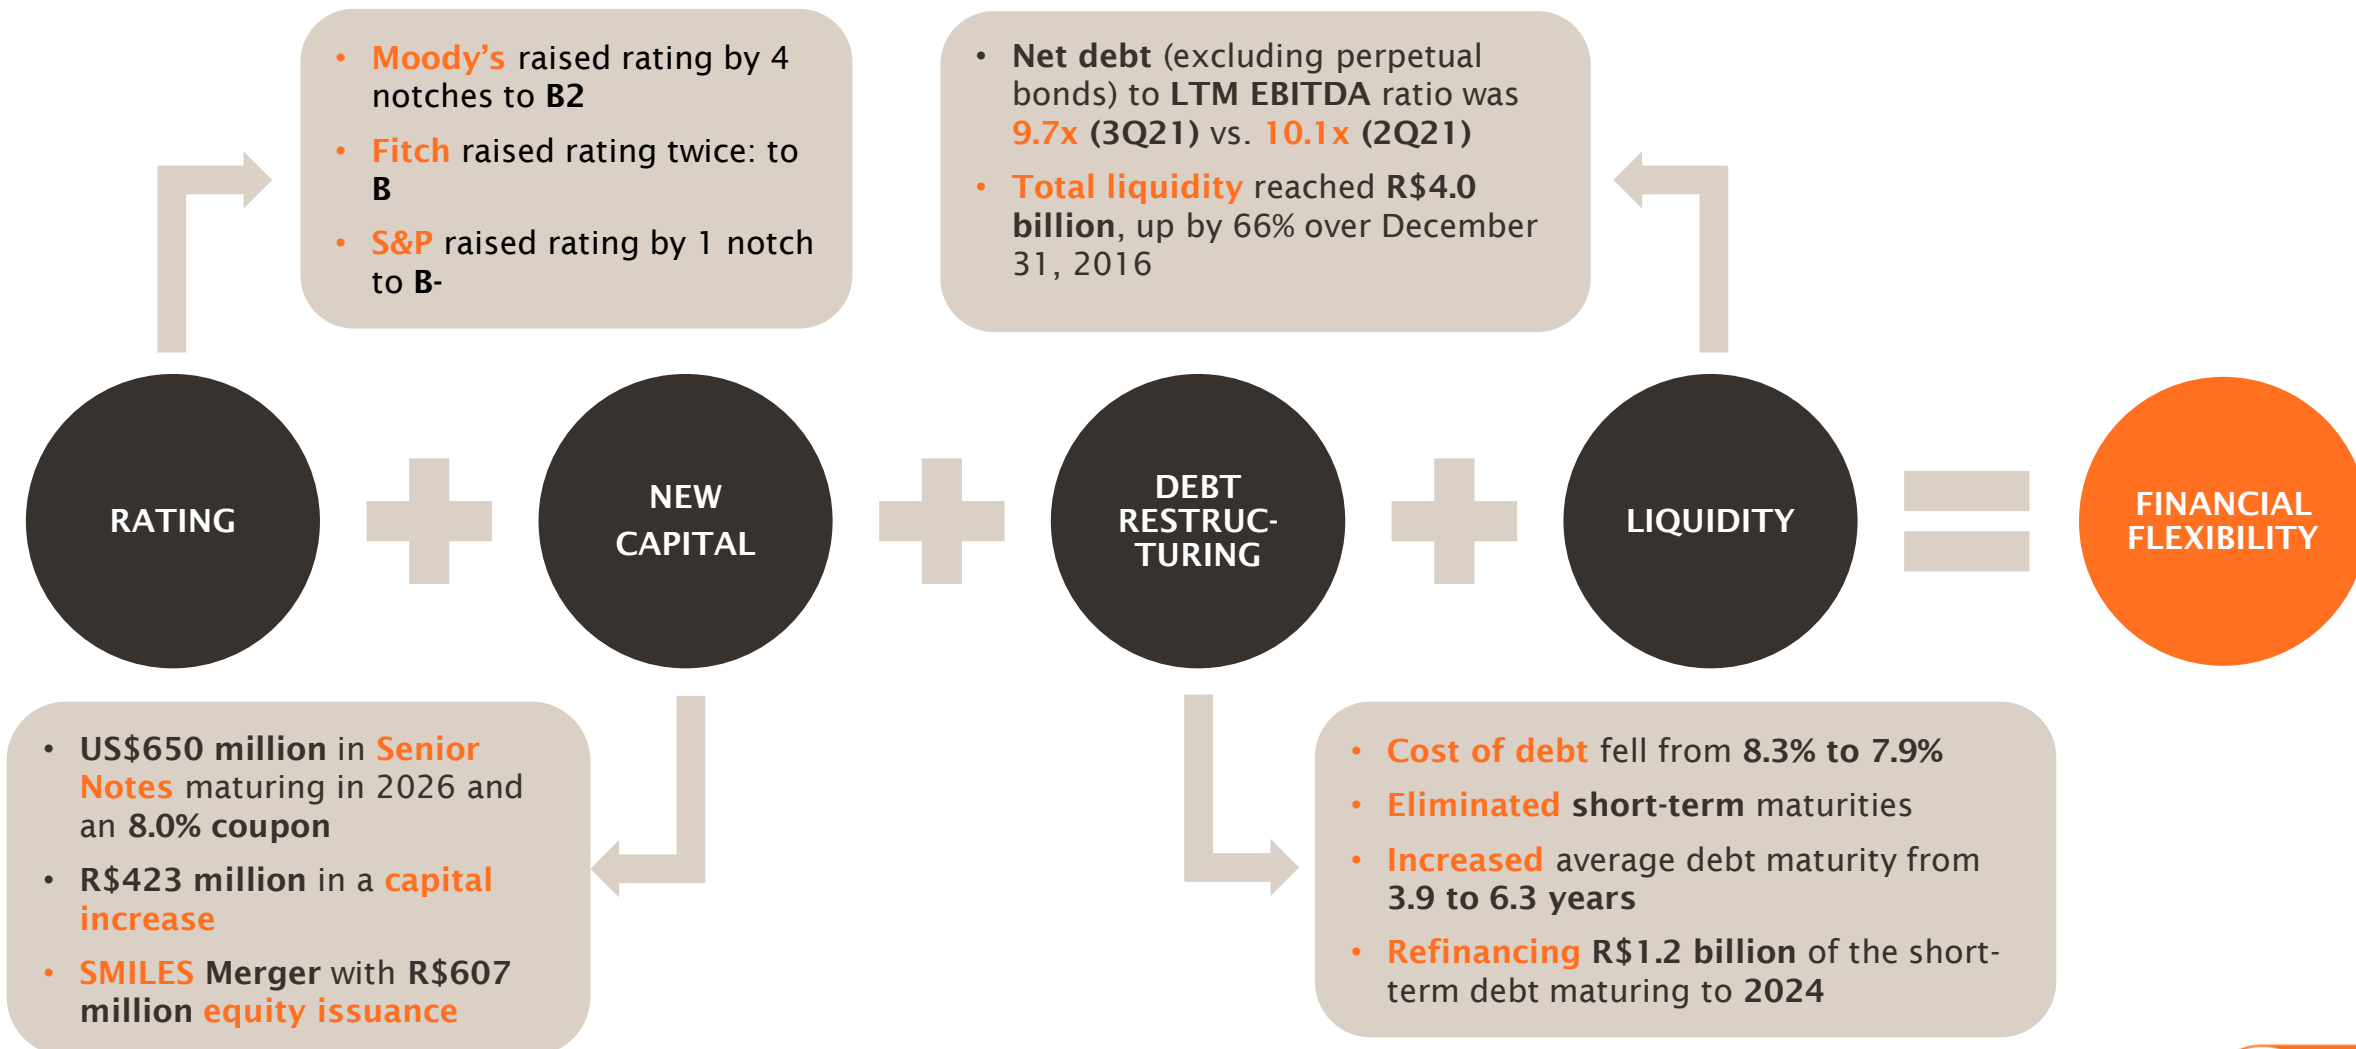 • Moody's raised rating by 4
notches to B2
• Fitch raised rating twice: to
B
• S&P raised rating by 1 notch
to B-
• Net debt (excluding perpetual
bonds) to LTM EBITDA ratio was
9.7x (3Q21) vs. 10.1x (2Q21)
• Total liquidity reached R$4.0
billion, up by 66% over December
31, 2016
RATING
NEW
CAPITAL
DEBT
RESTRUC-
TURING
LIQUIDITY
FINANCIAL
FLEXIBILITY
• US$650 million in Senior
Notes maturing in 2026 and
an 8.0% coupon
• R$423 million in a capital
increase
• SMILES Merger with R$607
million equity issuance
• Cost of debt fell from 8.3% to 7.9%
• Eliminated short-term maturities
• Increased average debt maturity from
3.9 to 6.3 years
• Refinancing R$1.2 billion of the short-
term debt maturing to 2024